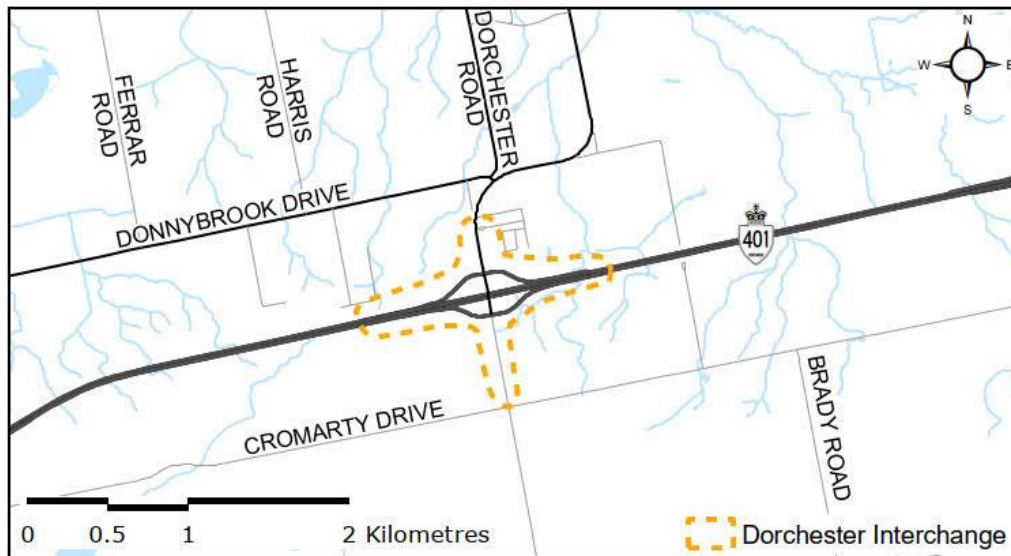 FERRAR
ROAD
HARRIS
ROAD
DORCHESTER
ROAD
N
W
E
S
DONNYBROOK DRIVE
401
CROMARTY DRIVE
BRADY ROAD
0 0.5 1 2 Kilometres
Dorchester Interchange